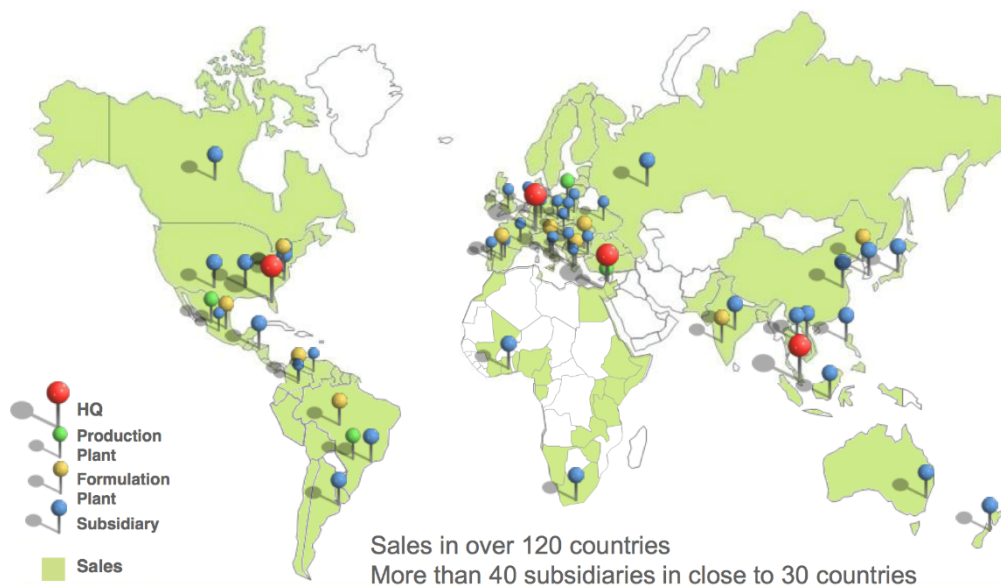 HQ
Production
Plant
Formulation
Plant
Subsidiary
Sales
Sales in over 120 countries
More than 40 subsidiaries in close to 30 countries